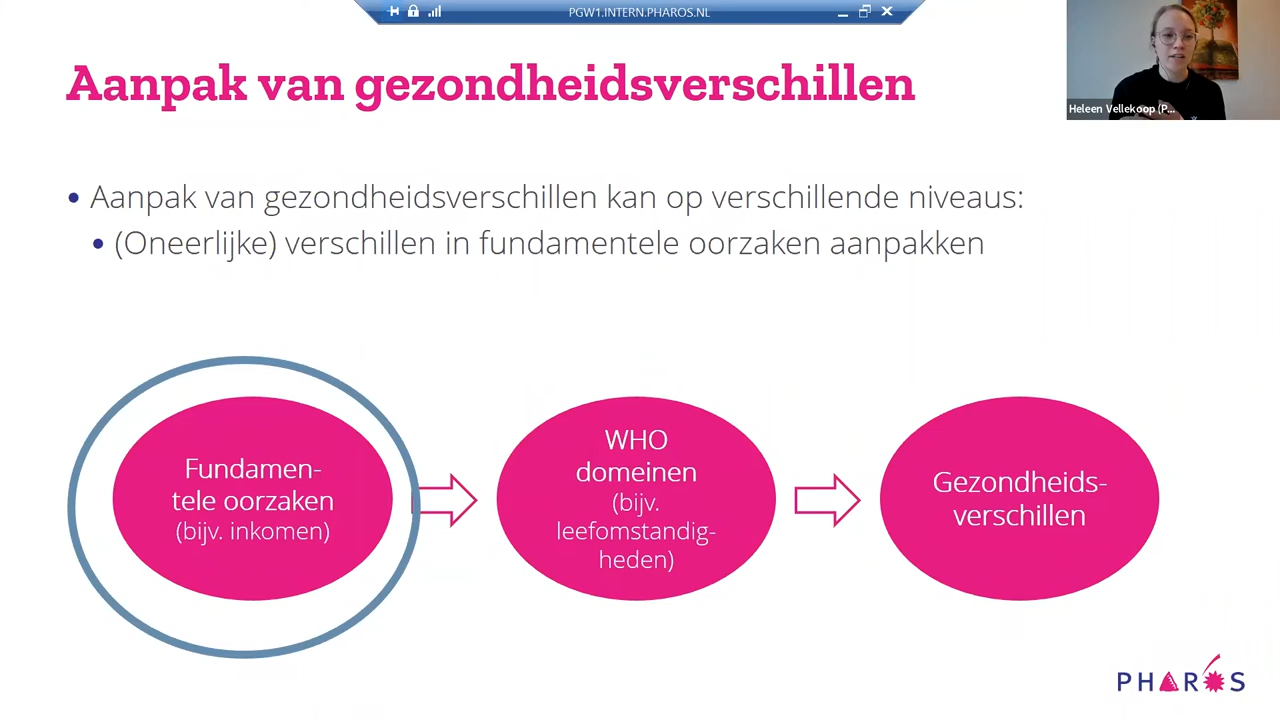 PGW1.INTERN.PHAROS.NL
Aanpak van gezondheidsverschillen
Heleen Vellekoop (P...
Aanpak van gezondheidsverschillen kan op verschillende niveaus:
(Oneerlijke) verschillen in fundamentele oorzaken aanpakken
Fundamen-
tele oorzaken
(bijv. inkomen)
WHO
domeinen
(bijv.
leefomstandig-
heden)
Gezondheids-
verschillen
PHAROS